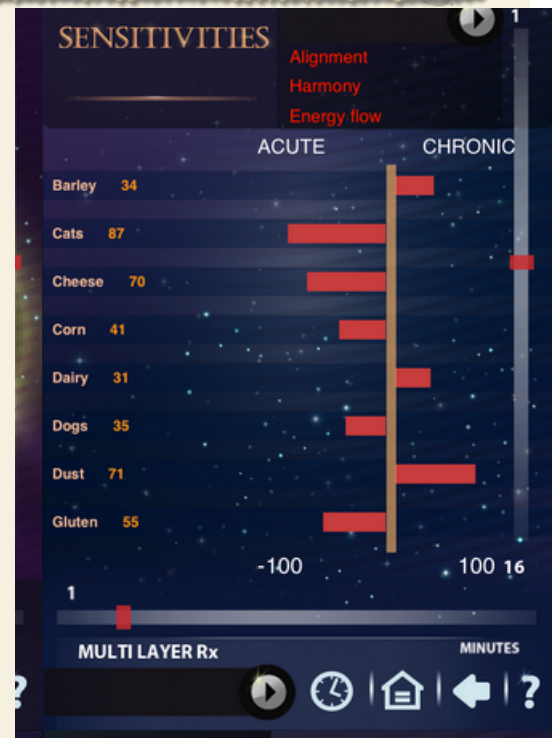 1
SENSITIVITIES
Alignment
Harmony
Energy flow
ACUTE CHRONIC
Barley 34
Cats 87
Cheese 70
Corn 41
Dairy 31
Dogs 35
Dust 71
Gluten 55
-100 100 16
1
MULTI LAYER Rx MINUTES
? ?